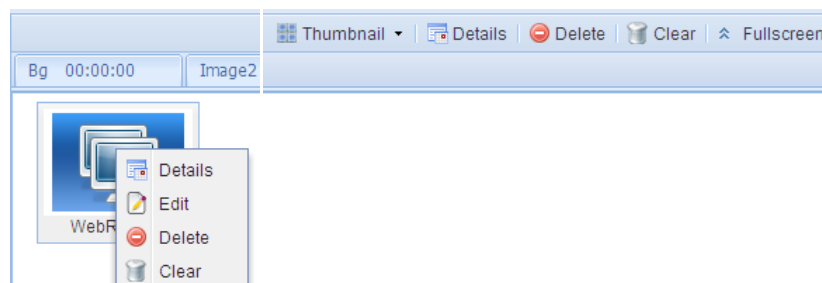 Thumbnail Details Delete Clear Fullscreen
Bg 00:00:00 Image2
Details
Edit
WebR
Delete
Clear